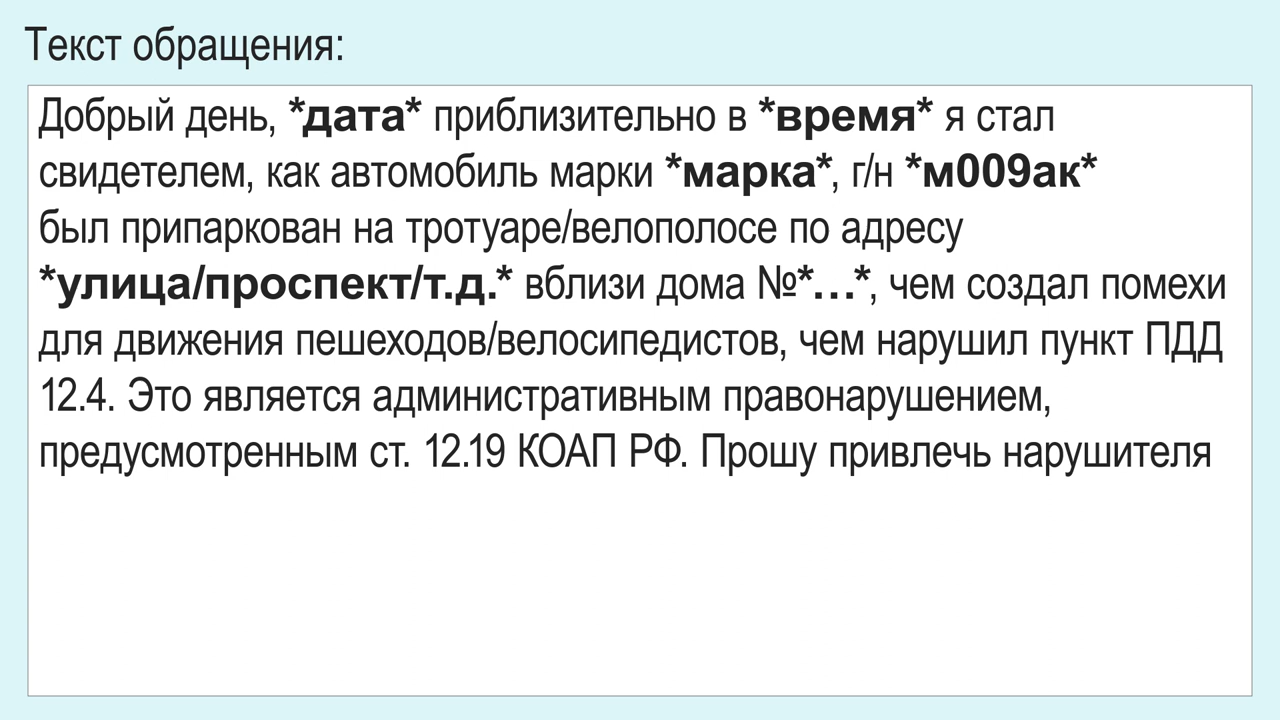 Текст обращения:
Добрый день, *дата* приблизительно в *время* я стал
свидетелем, как автомобиль марки *марка*, г/н *м009ак*
был припаркован на тротуаре/велополосе по адресу
*улица/проспект/т.д.* вблизи дома №*...*, чем создал помехи
для движения пешеходов/велосипедистов, чем нарушил пункт ПДД
12.4. Это является административным правонарушением,
предусмотренным ст. 12.19 КОАП РФ. Прошу привлечь нарушителя